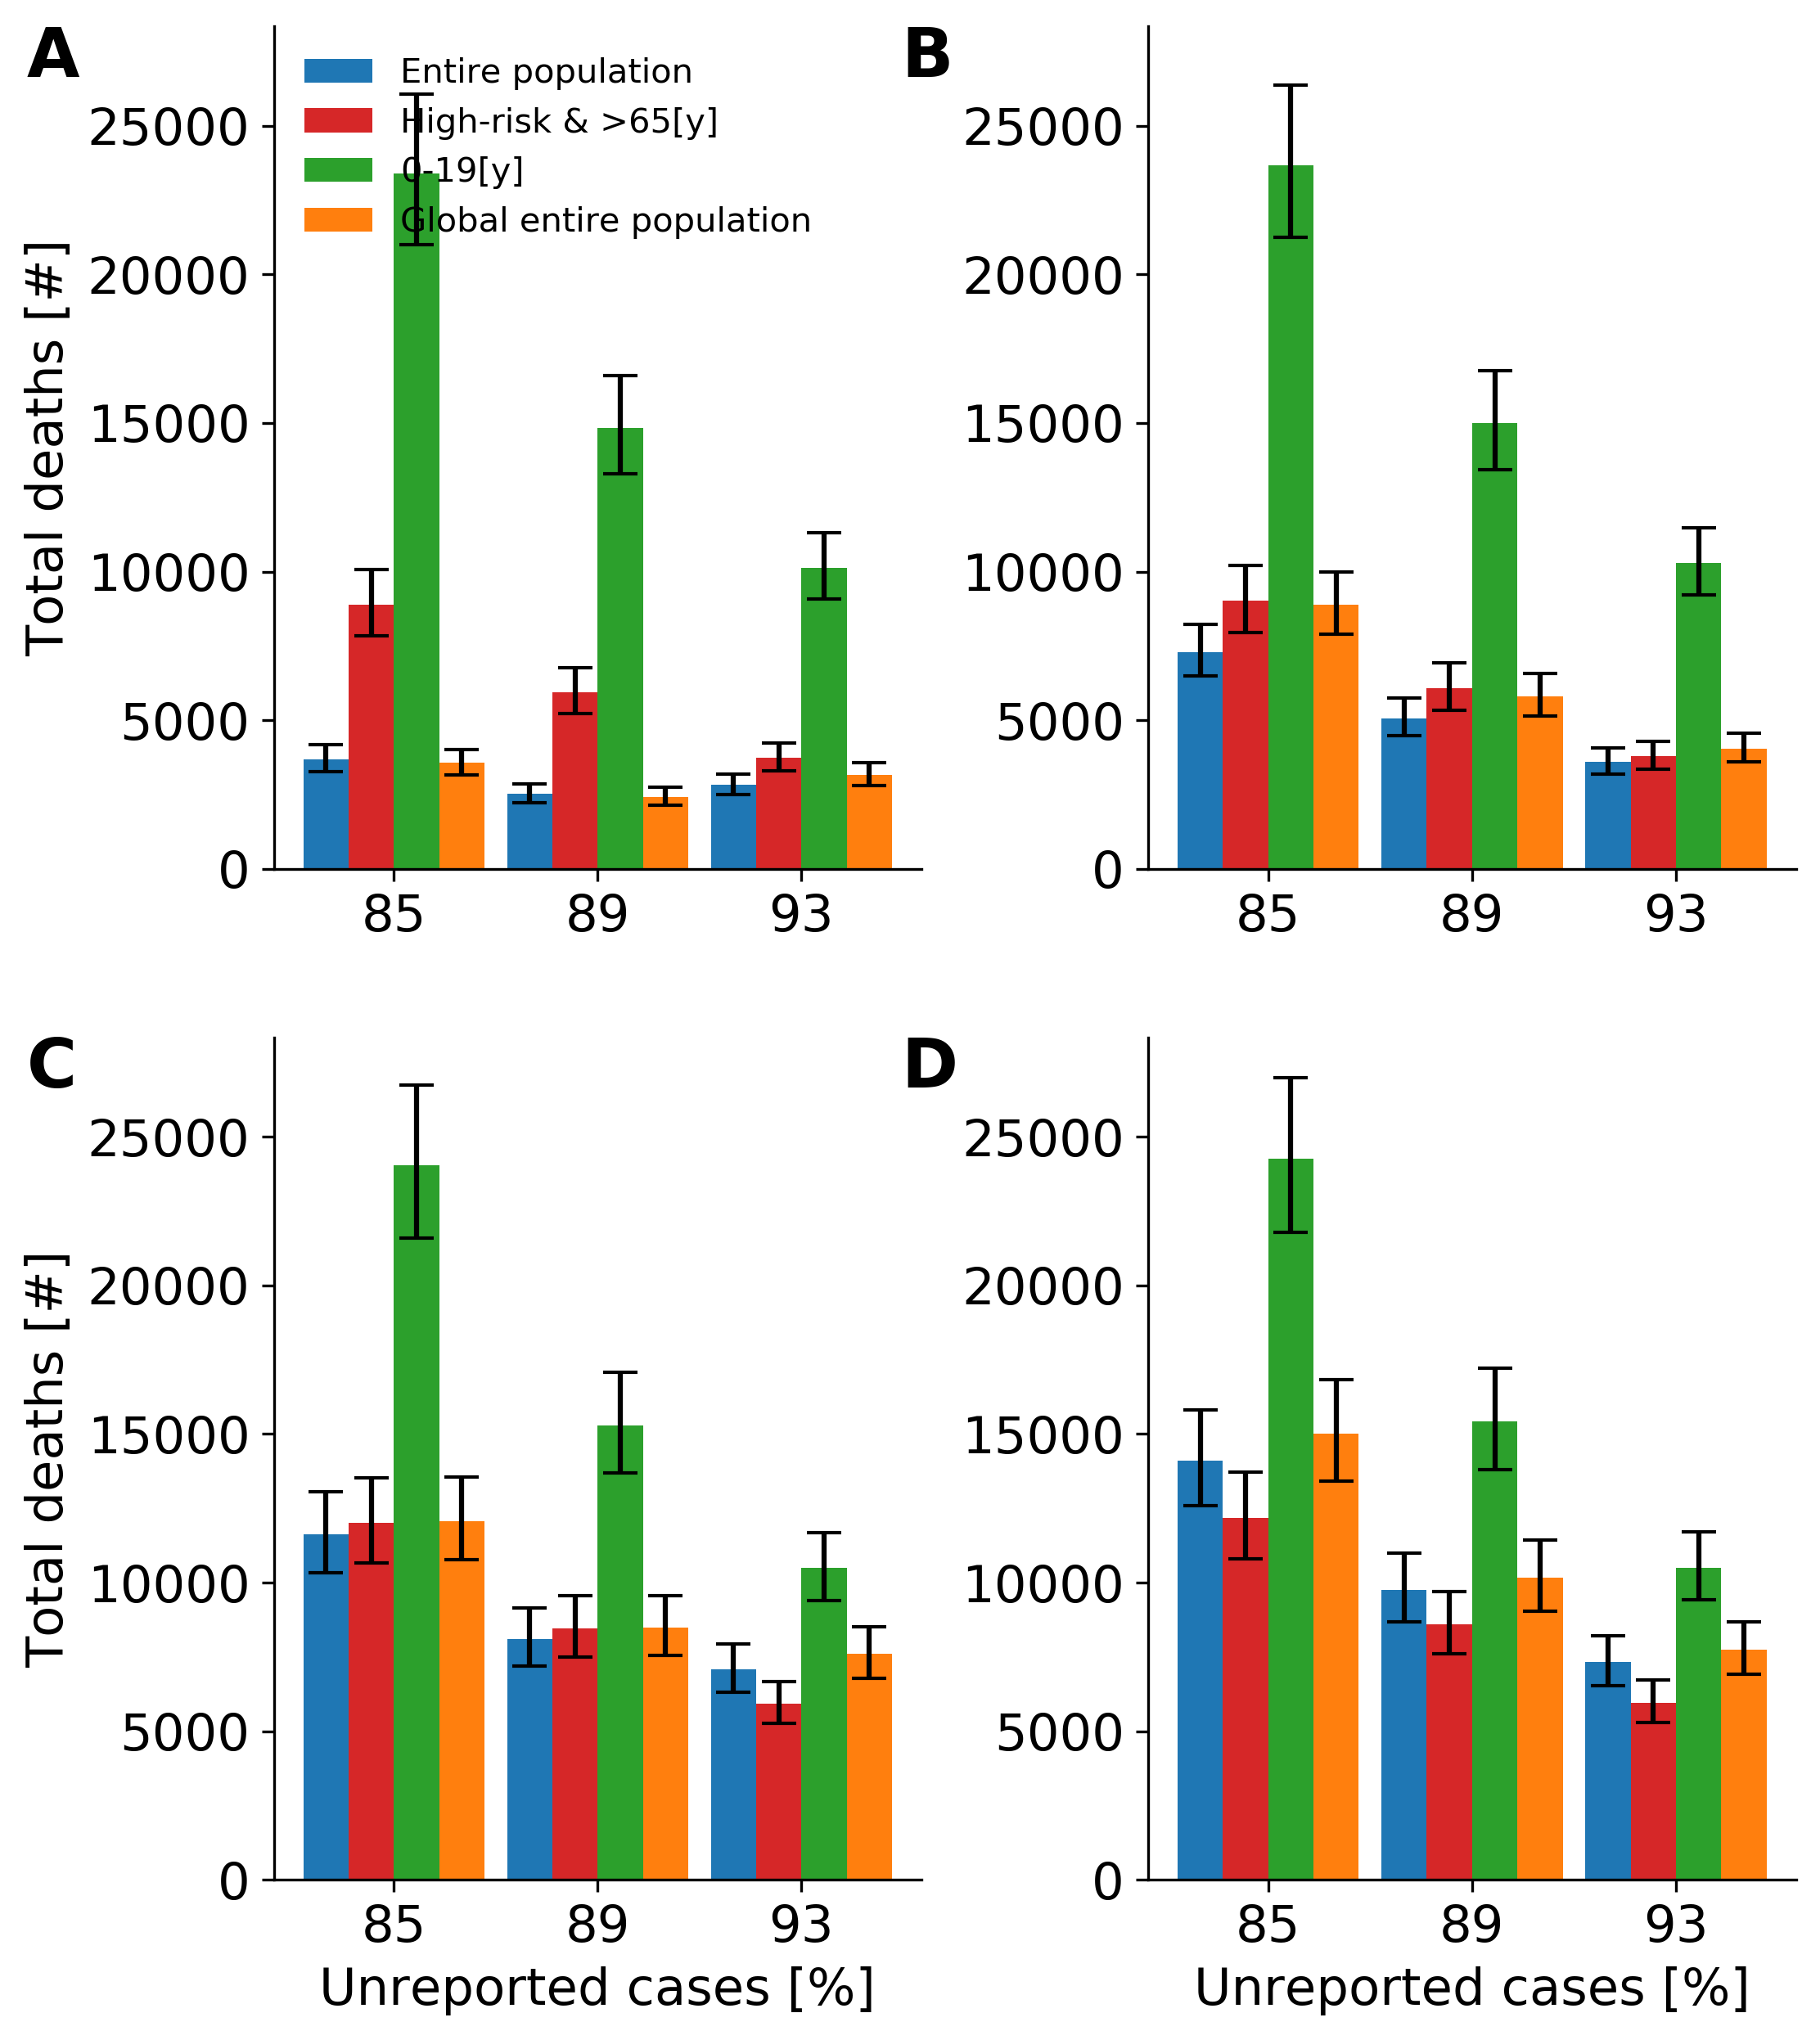 A
Entire population
High-risk & >65[y]
0-19[y]
Global entire population
Total deaths [#]
25000
20000
15000
10000
5000
0
85 89 93
B
25000
20000
15000
10000
5000
0
85 89 93
C
Total deaths [#]
25000
20000
15000
10000
5000
0
85 89 93
Unreported cases [%]
D
25000
20000
15000
10000
5000
0
85 89 93
Unreported cases [%]